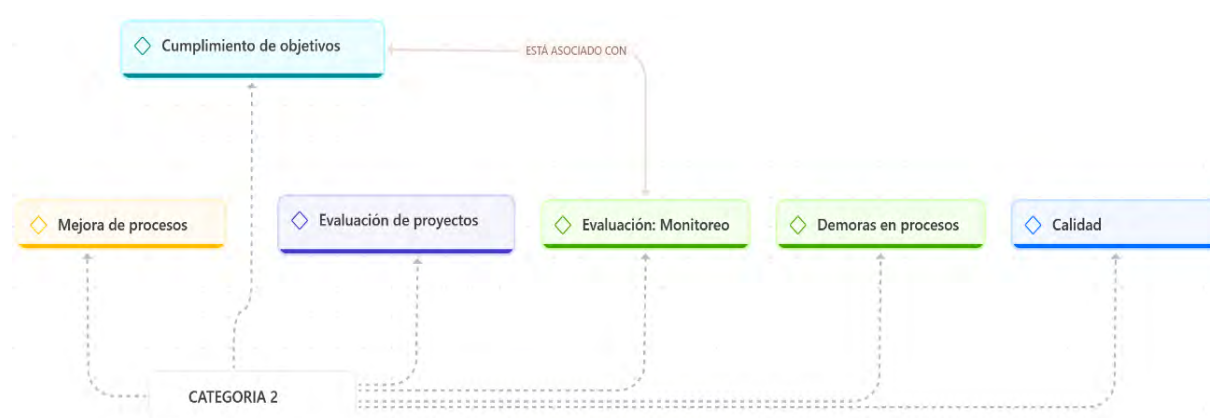 Cumplimiento de objetivos
ESTÁ ASOCIADO CON
Mejora de procesos
Evaluación de proyectos
Evaluación: Monitoreo
Demoras en procesos
Calidad
CATEGORIA 2